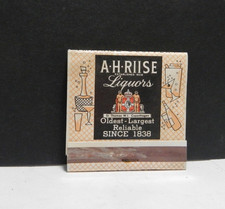 A·H·RIISE
Liquors
Oldest-Largest
Reliable
SINCE 1838